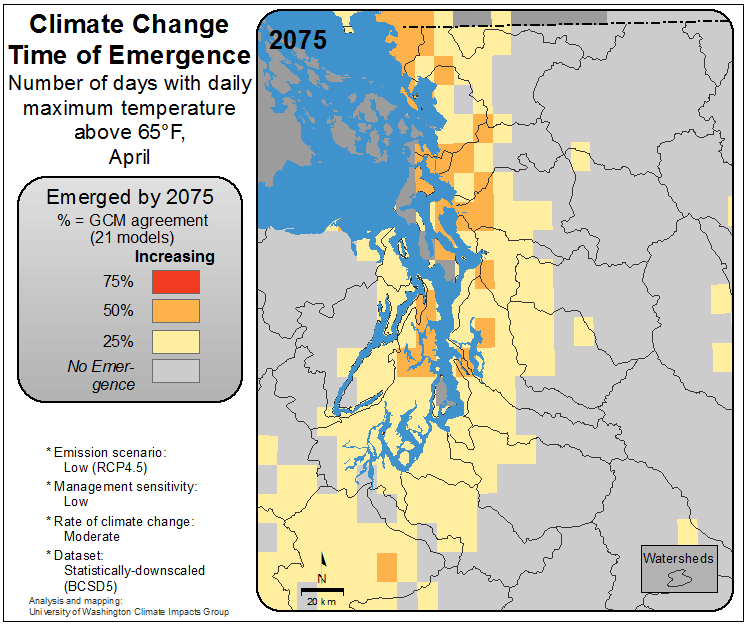 Climate Change
Time of Emergence
Number of days with daily
maximum temperature
above 65°F,
April
Emerged by 2075
% = GCM agreement
(21 models)
Increasing
75%
50%
25%
No Emer-
gence
* Emission scenario:
Low (RCP4.5)
* Management sensitivity:
Low
* Rate of climate change:
Moderate
* Dataset:
Statistically-downscaled
(BCSD5)
Analysis and mapping:
University of Washington Climate Impacts Group
2075
N
20 km
Watersheds